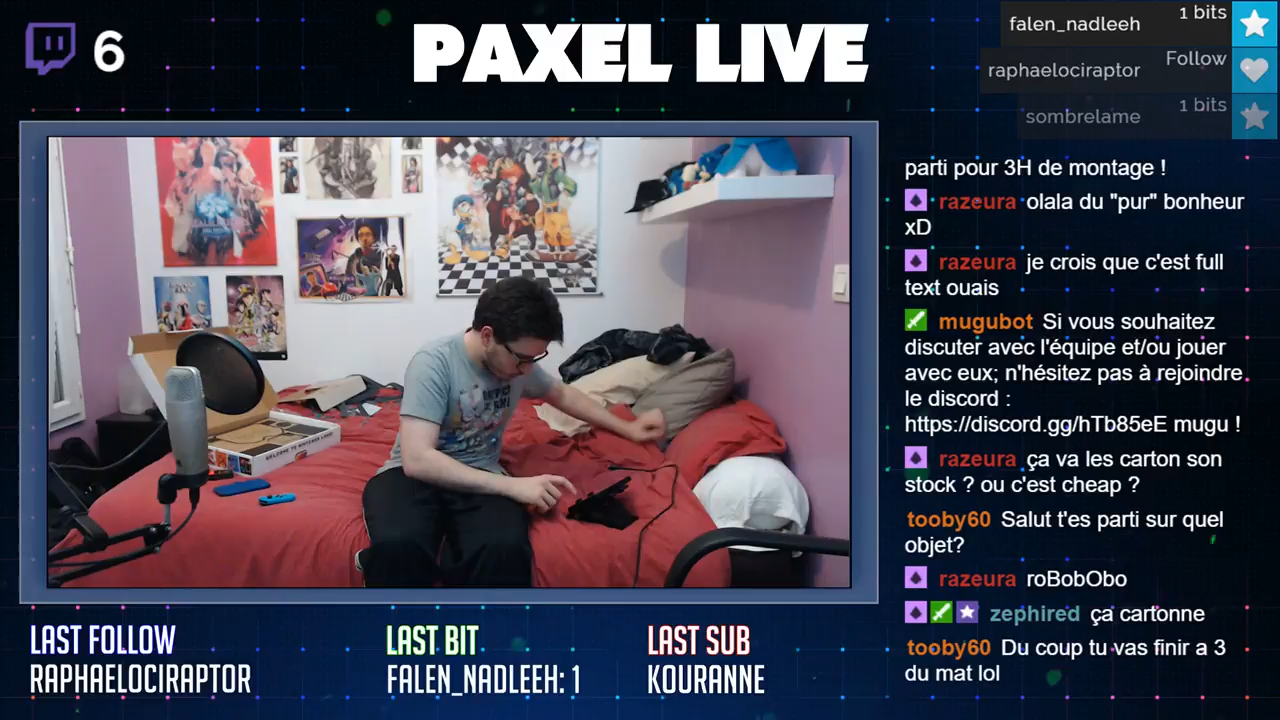 6
PAXEL LIVE
falen_nadleeh
1 bits
raphaelociraptor
Follow
sombrelame
1 bits
parti pour 3H de montage !
razeura olala du "pur" bonheur
xD
razeura je crois que c'est full
text ouais
mugubot Si vous souhaitez
discuter avec l'équipe et/ou jouer
avec eux; n'hésitez pas à rejoindre
le discord :
https://discord.gg/hTb85eE mugu !
razeura ça va les carton son
stock ? ou c'est cheap ?
tooby60 Salut t'es parti sur quel
objet?
razeura roBobObo
zephired ça cartonne
tooby60 Du coup tu vas finir a 3
du mat lol
LAST FOLLOW
RAPHAELOCIRAPTOR
LAST BIT
FALEN_NADLEEH: 1
LAST SUB
KOURANNE